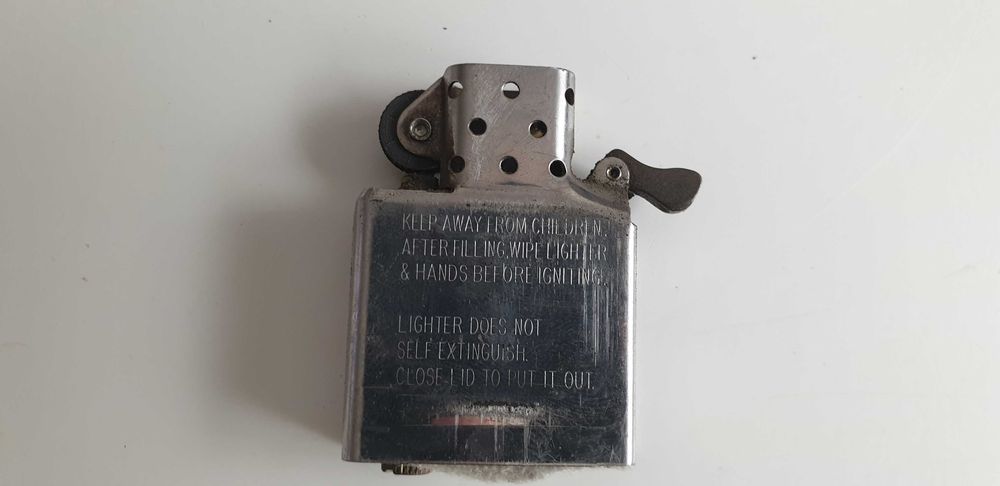 KEEP AWAY FROM CHILDREN.
AFTER FILLING, WIPE LIGHTER
& HANDS BEFORE IGNITING.
LIGHTER DOES NOT
SELF EXTINGUISH.
CLOSE LID TO PUT IT OUT.